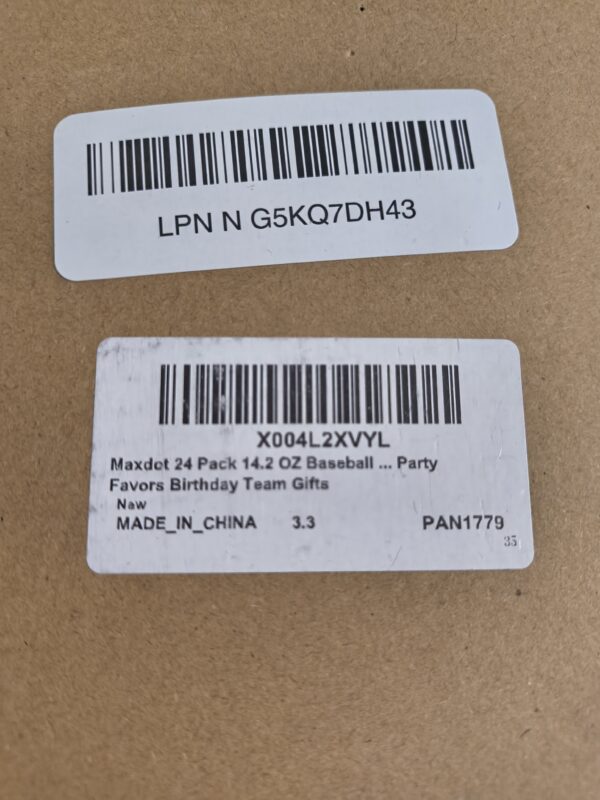 LPN N G5KQ7DH43
X004L2XVYL
Maxdot 24 Pack 14.2 OZ Baseball ... Party
Favors Birthday Team Gifts
Naw
MADE_IN_CHINA 3.3 PAN1779
35